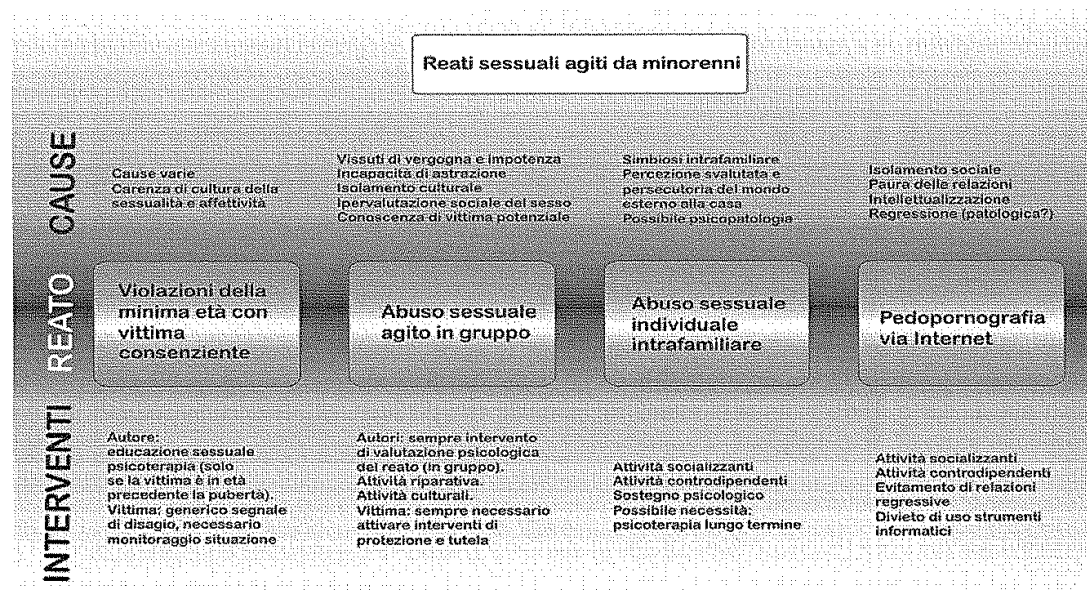 Reati sessuali agiti da minorenni
CAUSE
Cause varie
Carenza di cultura della
sessualità e affettività
Vissuti di vergogna e impotenza
Incapacità di astrazione
Isolamento culturale
Ipervalutazione sociale del sesso
Conoscenza di vittima potenziale
Simbiosi intrafamiliare
Percezione svalutata e
persecutoria del mondo
esterno alla casa
Possibile psicopatologia
Isolamento sociale
Paura delle relazioni
Intellettualizzazione
Regressione (patologica?)
REATO
Violazioni della
minima età con
vittima
consenziente
Abuso sessuale
agito in gruppo
Abuso sessuale
individuale
intrafamiliare
Pedopornografia
via Internet
INTERVENTI
Autore:
educazione sessuale
psicoterapia (solo
se la vittima è in età
precedente la pubertà).
Vittima: generico segnale
di disagio, necessario
monitoraggio situazione
Autori: sempre intervento
di valutazione psicologica
del reato (in gruppo).
Attività riparativa.
Attività culturali.
Vittima: sempre necessario
attivare interventi di
protezione e tutela
Attività socializzanti
Attività controdipendenti
Sostegno psicologico
Possibile necessità:
psicoterapia lungo termine
Attività socializzanti
Attività controdipendenti
Evitamento di relazioni
regressive
Divieto di uso strumenti
informatici